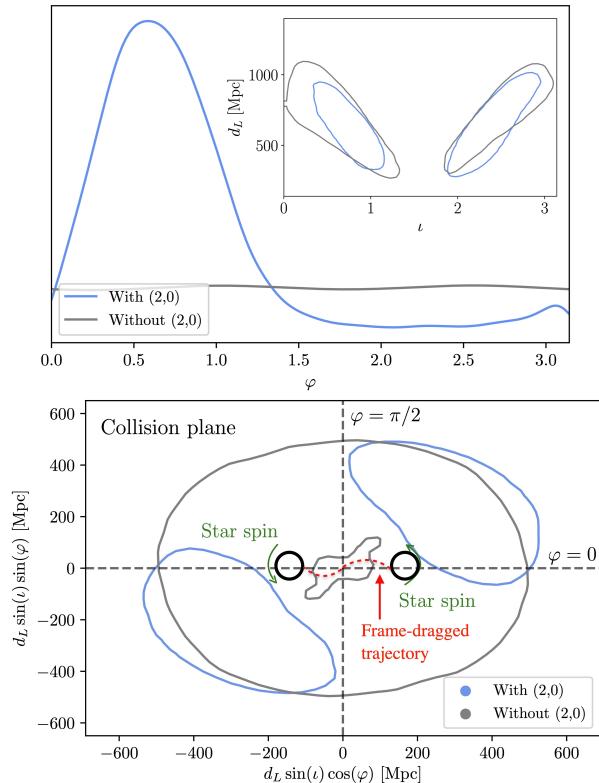 1000
500
d_L [Mpc]
0
1
2
3
ι
With (2,0)
Without (2,0)
0.0
0.5
1.0
1.5
2.0
2.5
3.0
φ
600
400
200
0
−200
−400
−600
d_L sin(ι) sin(φ) [Mpc]
Collision plane
φ = π/2
φ = 0
Star spin
Star spin
Frame-dragged
trajectory
With (2,0)
Without (2,0)
−600
−400
−200
0
200
400
600
d_L sin(ι) cos(φ) [Mpc]